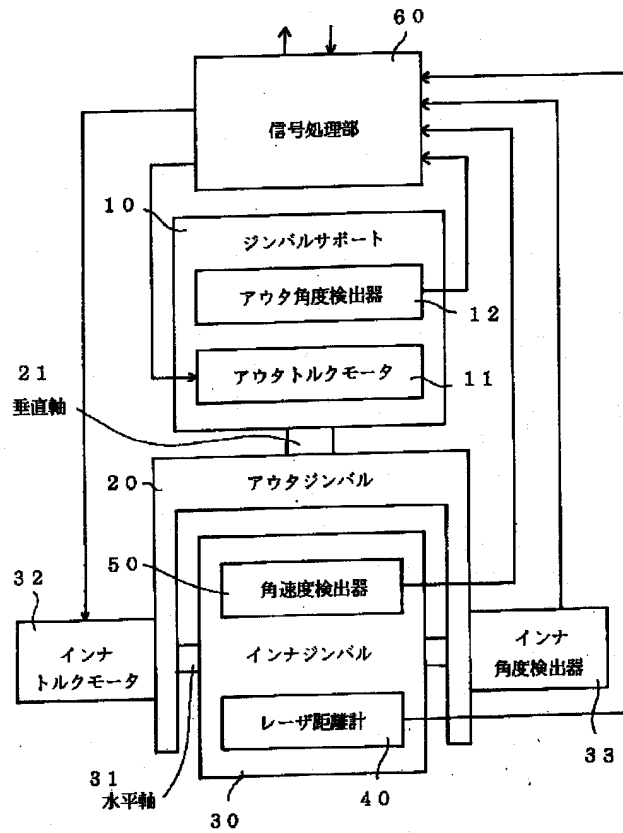 60
信号処理部
10
ジンバルサポート
アウタ角度検出器
12
21
垂直軸
アウタトルクモータ
11
20
アウタジンバル
32
50
角速度検出器
インナ
トルクモータ
インナジンバル
インナ
角度検出器
レーザ距離計
33
31
水平軸
40
30